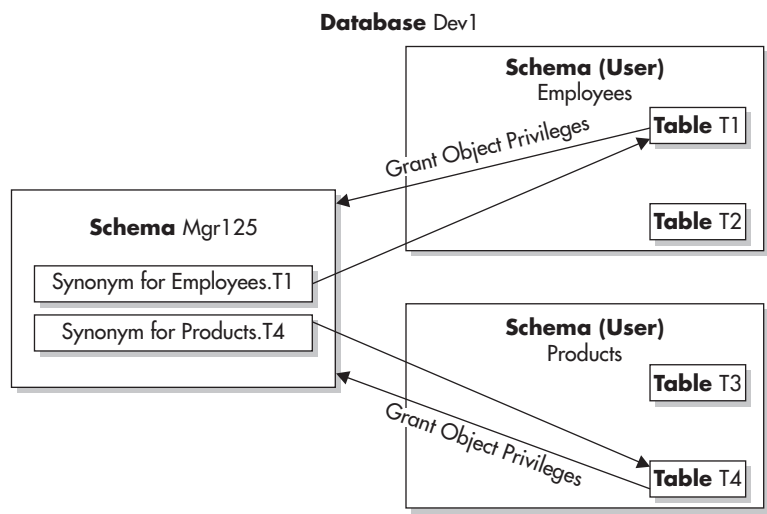 Database Dev1
Schema (User)
Employees
Table T1
Grant Object Privileges
Table T2
Schema Mgr125
Synonym for Employees.T1
Synonym for Products.T4
Schema (User)
Products
Table T3
Grant Object Privileges
Table T4